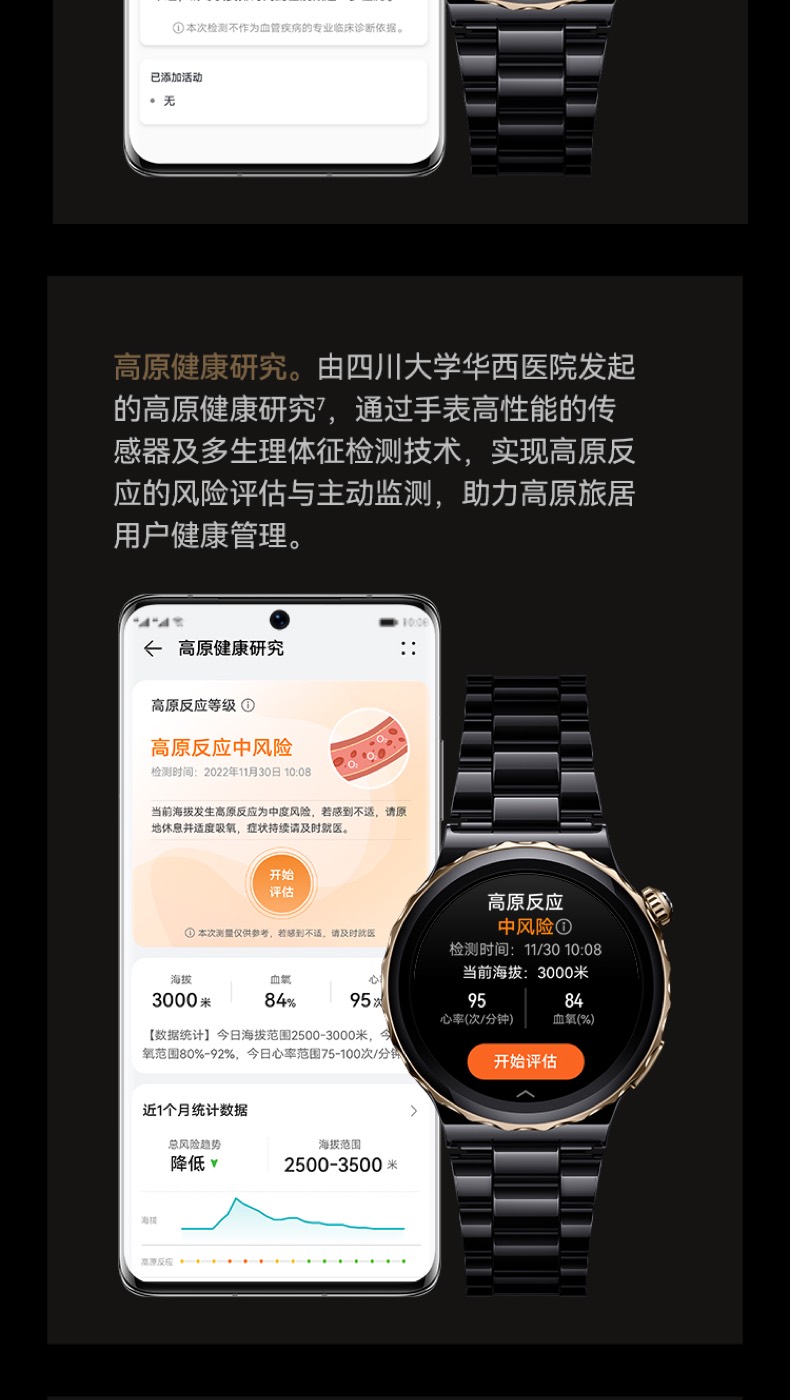 ⓘ本次检测不作为血管疾病的专业临床诊断依据。
已添加活动
• 无
高原健康研究。由四川大学华西医院发起
的高原健康研究⁷，通过手表高性能的传
感器及多生理体征检测技术，实现高原反
应的风险评估与主动监测，助力高原旅居
用户健康管理。
10:08
高原健康研究
高原反应等级 ⓘ
高原反应中风险
检测时间：2022年11月30日 10:08
O₂
O₂
O₂
当前海拔发生高原反应为中度风险，若感到不适，请原
地休息并适度吸氧，症状持续请及时就医。
开始
评估
ⓘ 本次测量仅供参考，若感到不适，请及时就医
海拔 血氧
3000米 84% 95
【数据统计】今日海拔范围2500-3000米，
氧范围80%-92%，今日心率范围75-100次/分钟
近1个月统计数据
总风险趋势 海拔范围
降低 2500-3500 米
海拔
高原反应
高原反应
中风险ⓘ
检测时间：11/30 10:08
当前海拔：3000米
95 84
心率(次/分钟) 血氧(%)
开始评估